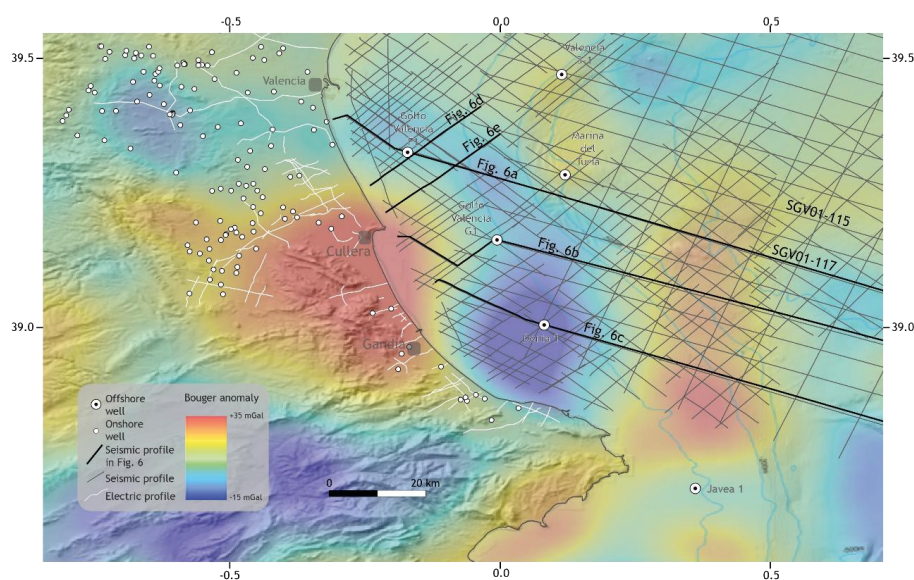 -0.5
0.0
0.5
39.5
39.5
Valencia
Valencia
Golfo
Valencia
Fig. 6d
Fig. 6e
Marina
del
Turia
Fig. 6a
Golfo
Valencia
G1
SGV01-115
Cullera
Fig. 6b
SGV01-117
39.0
39.0
Gandia
Fig. 6c
Offshore
well
Onshore
well
Seismic profile
in Fig. 6
Seismic profile
Electric profile
Bouger anomaly
+35 mGal
-15 mGal
0
20 km
Javea 1
-0.5
0.0
0.5